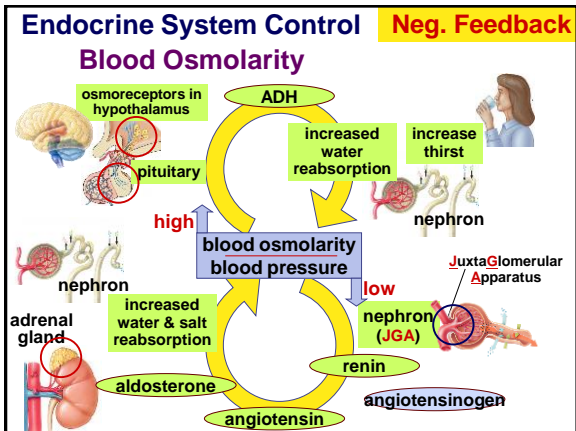 Endocrine System Control
Neg. Feedback
Blood Osmolarity
osmoreceptors in
hypothalamus
ADH
increased
water
reabsorption
increase
thirst
pituitary
nephron
high
blood osmolarity
blood pressure
JuxtaGlomerular
Apparatus
nephron
low
increased
water & salt
reabsorption
nephron
(JGA)
adrenal
gland
renin
aldosterone
angiotensinogen
angiotensin